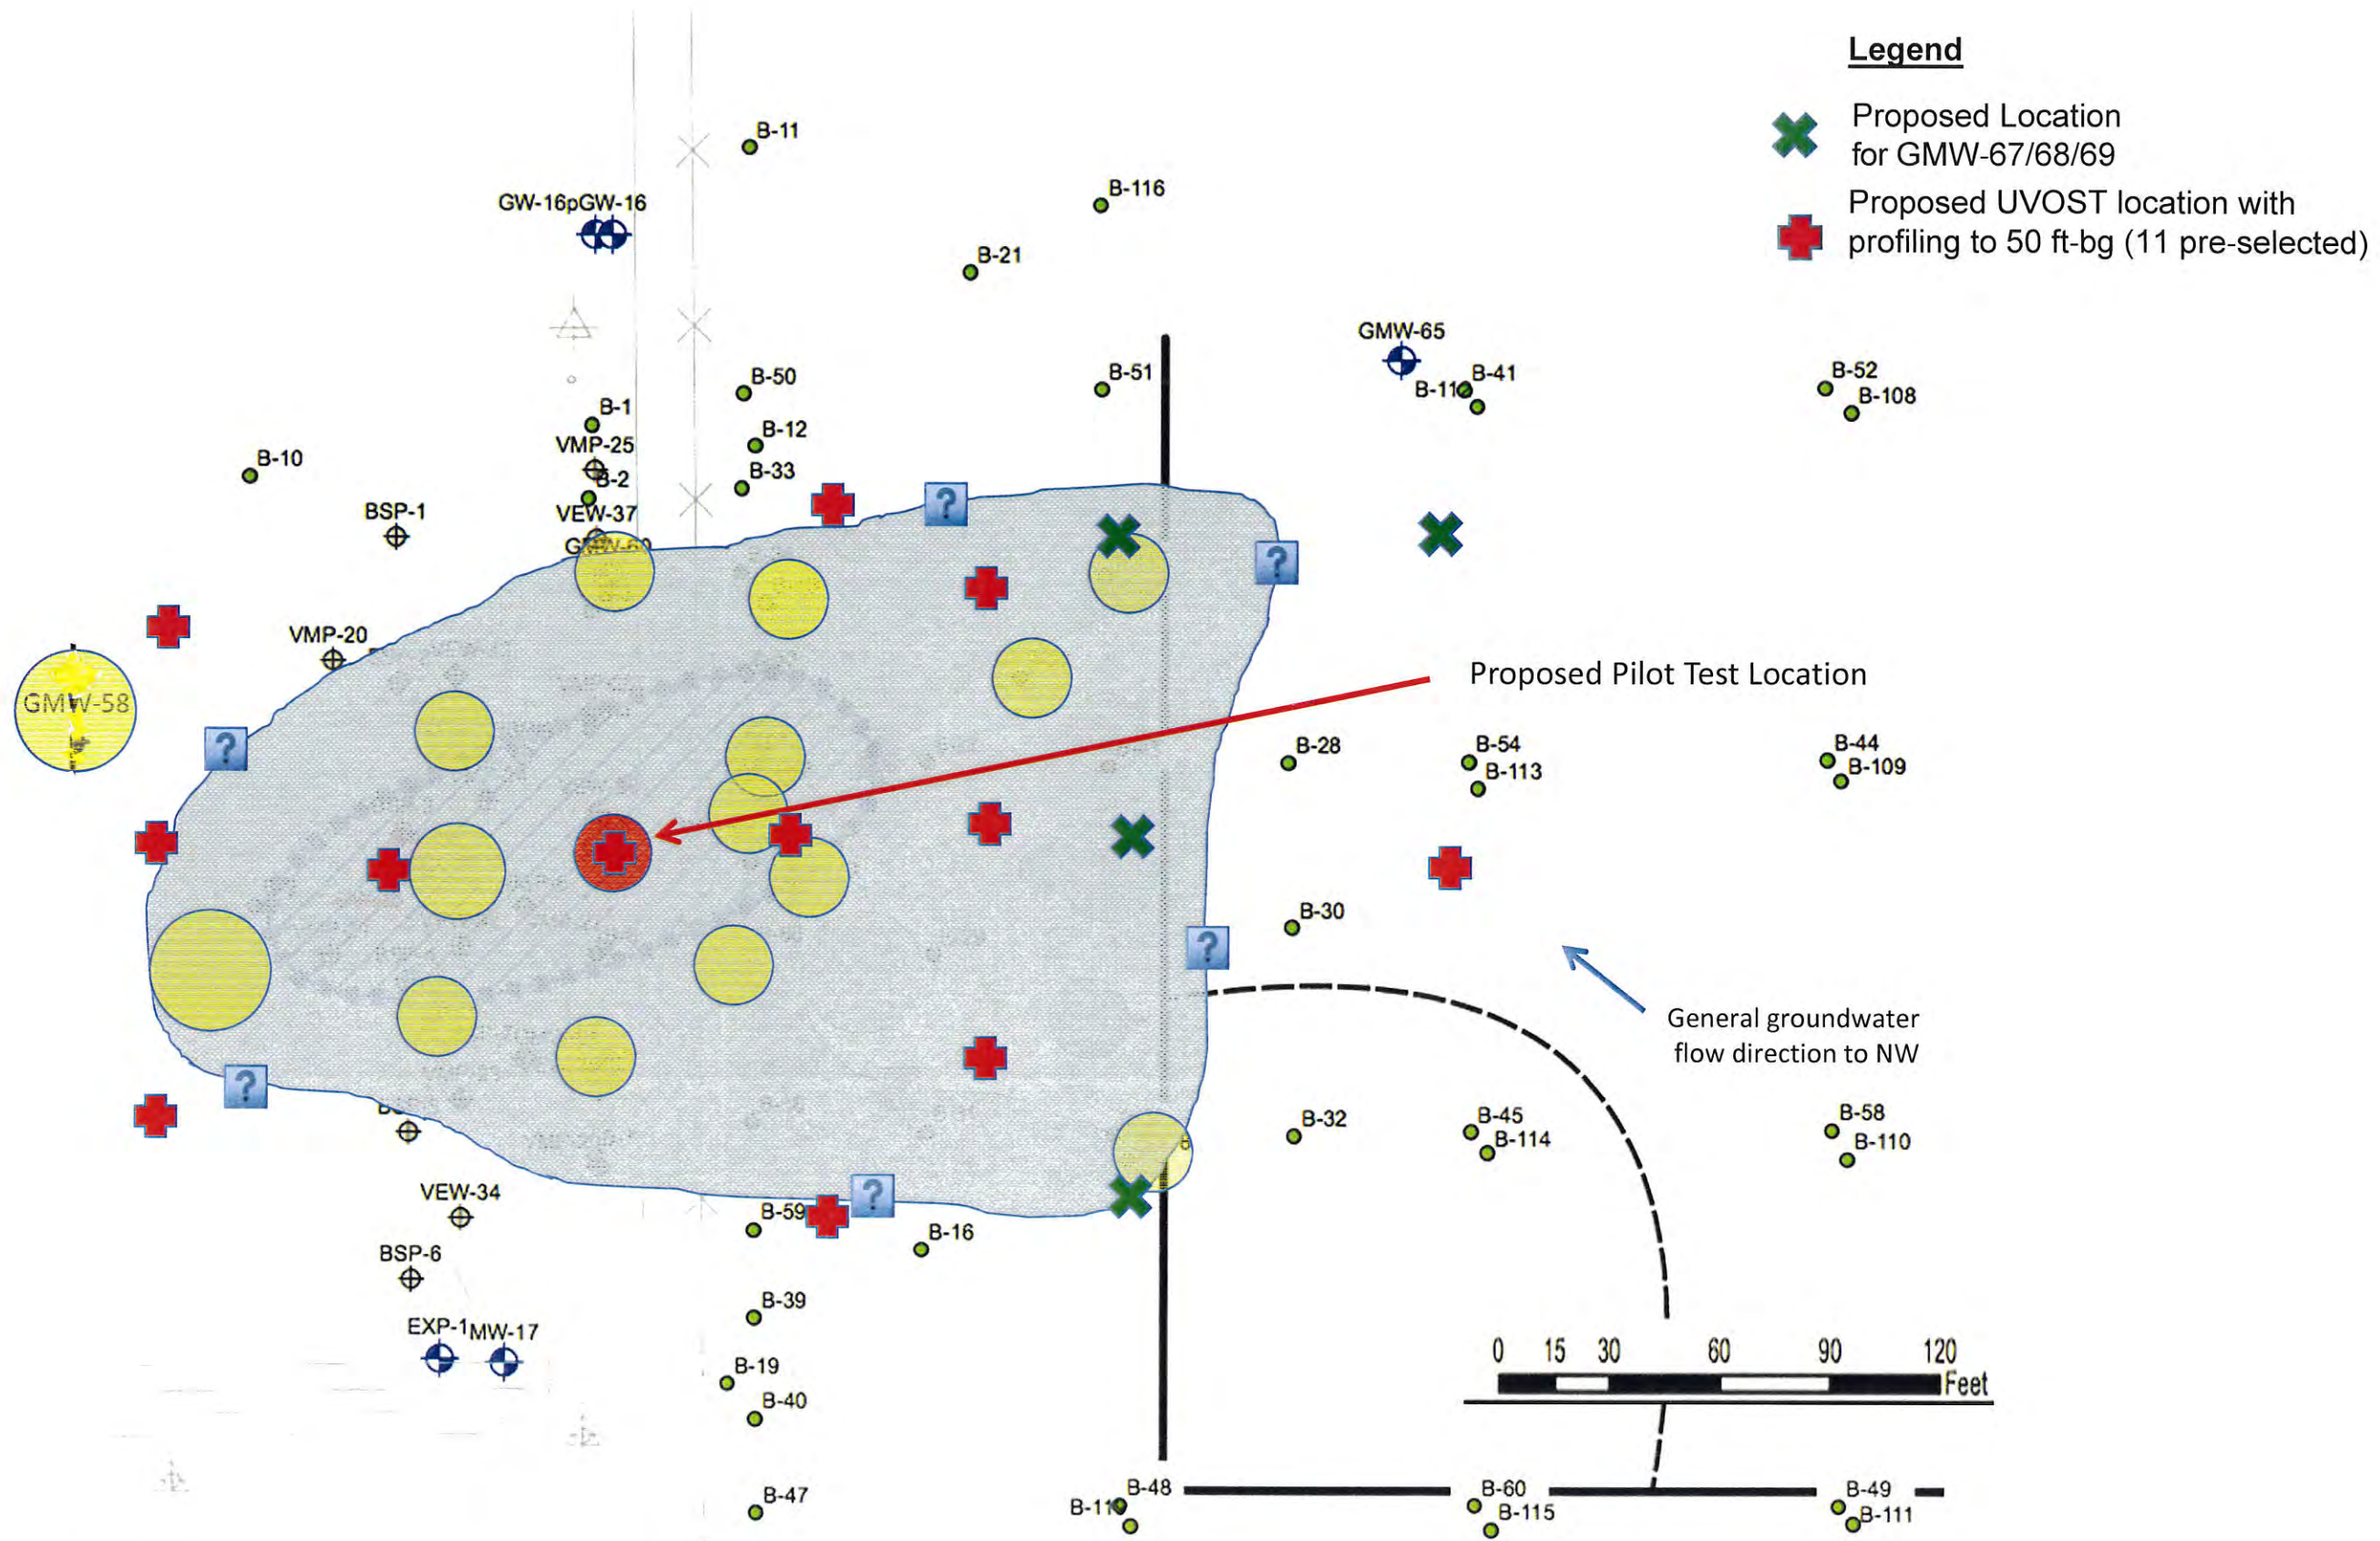 Legend
Proposed Location
for GMW-67/68/69
Proposed UVOST location with
profiling to 50 ft-bg (11 pre-selected)
B-11
B-116
GW-16pGW-16
B-21
GMW-65
B-51
B-41
B-11
B-52
B-108
B-50
B-1
B-12
VMP-25
B-10
B-33
B-2
BSP-1
VEW-37
GMW-60
?
?
VMP-20
GMW-58
Proposed Pilot Test Location
?
B-28
B-54
B-113
B-44
B-109
B-30
?
General groundwater
flow direction to NW
?
B-32
B-45
B-114
B-58
B-110
VEW-34
?
B-59
B-16
BSP-6
B-39
EXP-1
MW-17
B-19
B-40
0 15 30 60 90 120
Feet
B-47
B-48
B-11
B-60
B-115
B-49
B-111